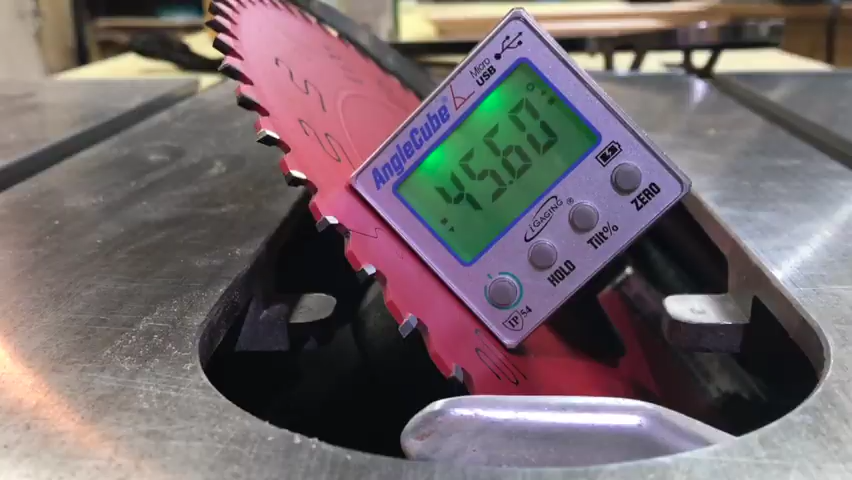 Micro
USB
AngleCube®
45.60°
iGAGING®
ZERO
Tilt%
HOLD
IP54